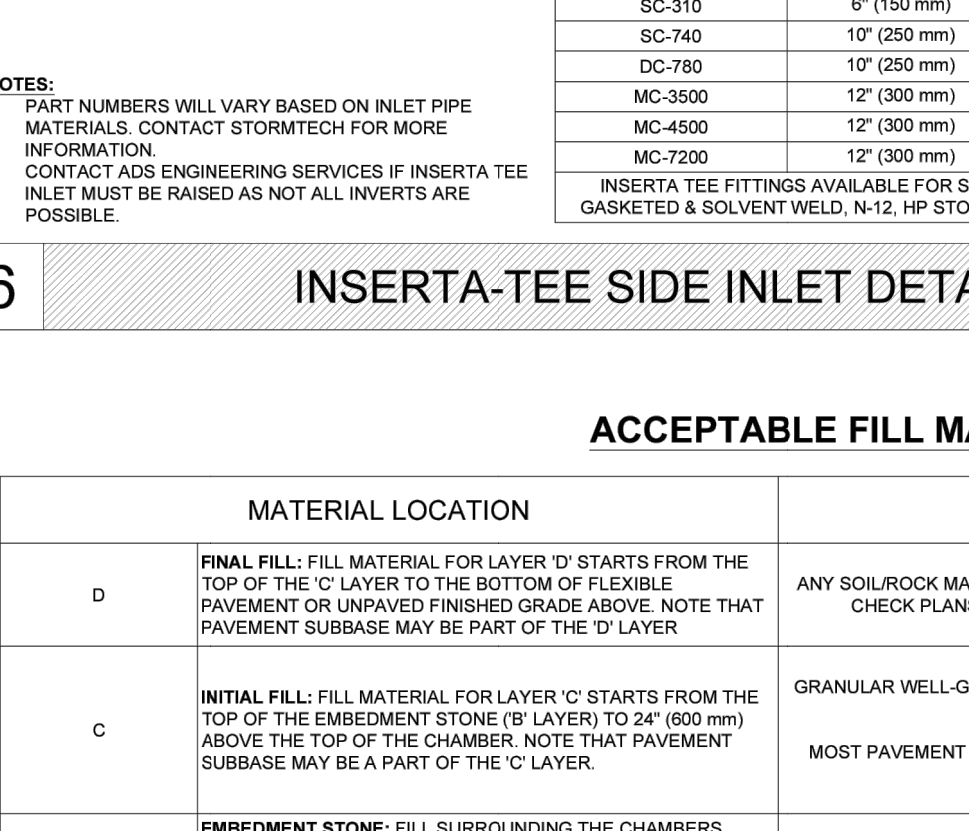 SC-310 6" (150 mm)
SC-740 10" (250 mm)
DC-780 10" (250 mm)
MC-3500 12" (300 mm)
MC-4500 12" (300 mm)
MC-7200 12" (300 mm)
INSERTA TEE FITTINGS AVAILABLE FOR S
GASKETED & SOLVENT WELD, N-12, HP STO
OTES:
PART NUMBERS WILL VARY BASED ON INLET PIPE
MATERIALS. CONTACT STORMTECH FOR MORE
INFORMATION.
CONTACT ADS ENGINEERING SERVICES IF INSERTA TEE
INLET MUST BE RAISED AS NOT ALL INVERTS ARE
POSSIBLE.
6 INSERTA-TEE SIDE INLET DETA
ACCEPTABLE FILL MA
MATERIAL LOCATION
D
FINAL FILL: FILL MATERIAL FOR LAYER 'D' STARTS FROM THE
TOP OF THE 'C' LAYER TO THE BOTTOM OF FLEXIBLE
PAVEMENT OR UNPAVED FINISHED GRADE ABOVE. NOTE THAT
PAVEMENT SUBBASE MAY BE PART OF THE 'D' LAYER
ANY SOIL/ROCK MA
CHECK PLANS
C
INITIAL FILL: FILL MATERIAL FOR LAYER 'C' STARTS FROM THE
TOP OF THE EMBEDMENT STONE ('B' LAYER) TO 24" (600 mm)
ABOVE THE TOP OF THE CHAMBER. NOTE THAT PAVEMENT
SUBBASE MAY BE A PART OF THE 'C' LAYER.
GRANULAR WELL-G
MOST PAVEMENT
EMBEDMENT STONE: FILL SURROUNDING THE CHAMBERS